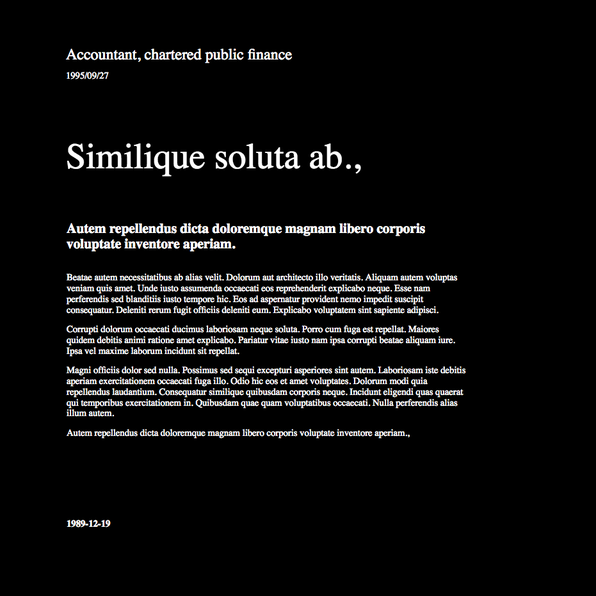 Accountant, chartered public finance
1995/09/27
Similique soluta ab.,
Autem repellendus dicta doloremque magnam libero corporis
voluptate inventore aperiam.
Beatae autem necessitatibus ab alias velit. Dolorum aut architecto illo veritatis. Aliquam autem voluptas
veniam quis amet. Unde iusto assumenda occaecati eos reprehenderit explicabo neque. Esse nam
perferendis sed blanditiis iusto tempore hic. Eos ad aspernatur provident nemo impedit suscipit
consequatur. Deleniti rerum fugit officiis deleniti eum. Explicabo voluptatem sint sapiente adipisci.
Corrupti dolorum occaecati ducimus laboriosam neque soluta. Porro cum fuga est repellat. Maiores
quidem debitis animi ratione amet explicabo. Pariatur vitae iusto nam ipsa corrupti beatae aliquam iure.
Ipsa vel maxime laborum incidunt sit repellat.
Magni officiis dolor sed nulla. Possimus sed sequi excepturi asperiores sint autem. Laboriosam iste debitis
aperiam exercitationem occaecati fuga illo. Odio hic eos et amet voluptates. Dolorum modi quia
repellendus laudantium. Consequatur similique quibusdam corporis neque. Incidunt eligendi quas quaerat
qui temporibus exercitationem in. Quibusdam quae quam voluptatibus occaecati. Nulla perferendis alias
illum autem.
Autem repellendus dicta doloremque magnam libero corporis voluptate inventore aperiam.,
1989-12-19